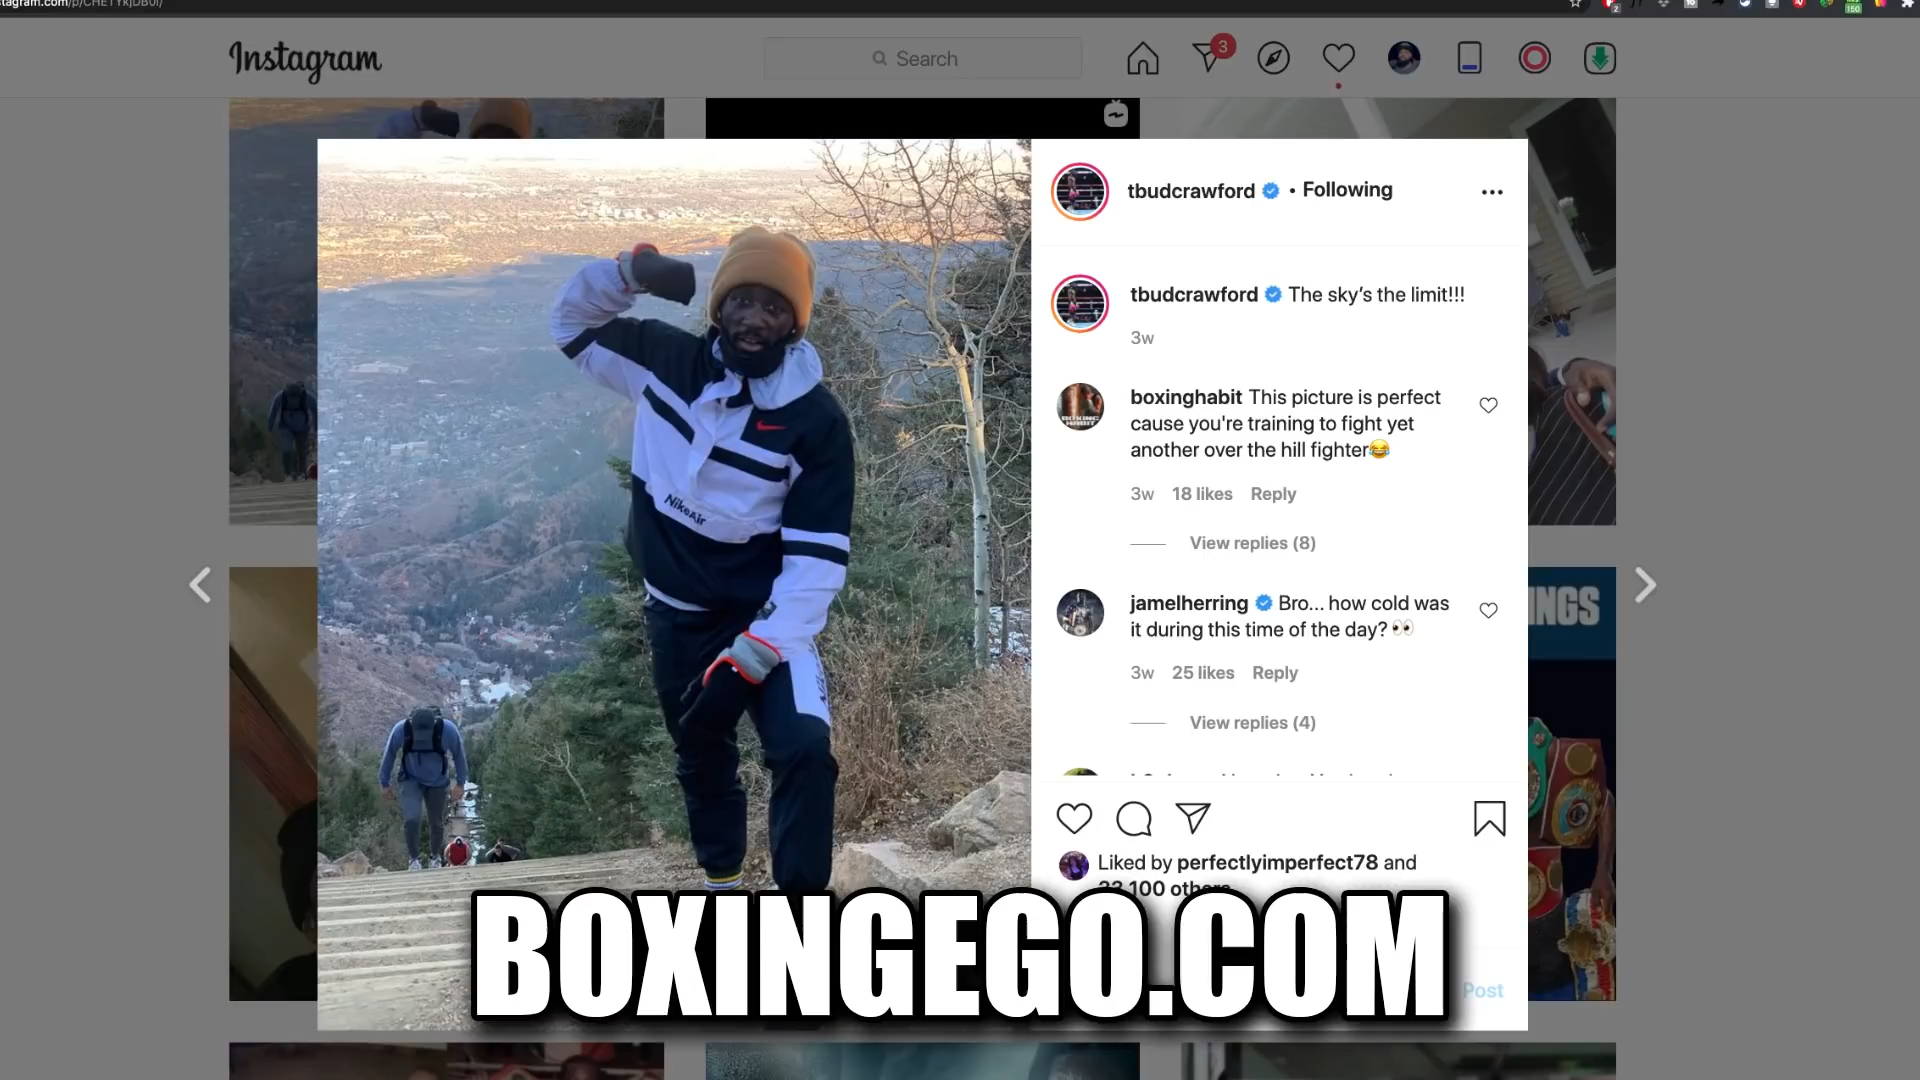 Instagram
Search
3
tbudcrawford • Following
tbudcrawford The sky's the limit!!!
3w
boxinghabit This picture is perfect
cause you're training to fight yet
another over the hill fighter😂
3w 18 likes Reply
View replies (8)
jamelherring Bro... how cold was
it during this time of the day? 👀
3w 25 likes Reply
View replies (4)
NikeAir
INGS
Liked by perfectlyimperfect78 and
Post
BOXINGEGO.COM